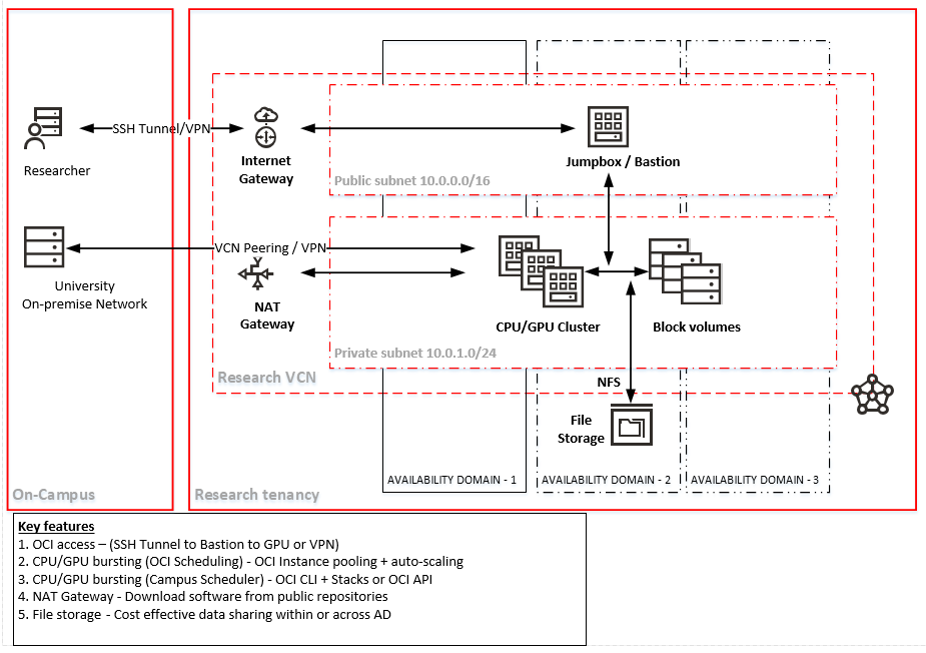 SSH Tunnel/VPN
Researcher
Internet
Gateway
Jumpbox / Bastion
Public subnet 10.0.0.0/16
VCN Peering / VPN
University
On-premise Network
NAT
Gateway
CPU/GPU Cluster
Block volumes
Private subnet 10.0.1.0/24
Research VCN
NFS
File
Storage
AVAILABILITY DOMAIN - 1
AVAILABILITY DOMAIN - 2
AVAILABILITY DOMAIN - 3
On-Campus
Research tenancy
Key features
1. OCI access – (SSH Tunnel to Bastion to GPU or VPN)
2. CPU/GPU bursting (OCI Scheduling) - OCI Instance pooling + auto-scaling
3. CPU/GPU bursting (Campus Scheduler) - OCI CLI + Stacks or OCI API
4. NAT Gateway - Download software from public repositories
5. File storage - Cost effective data sharing within or across AD